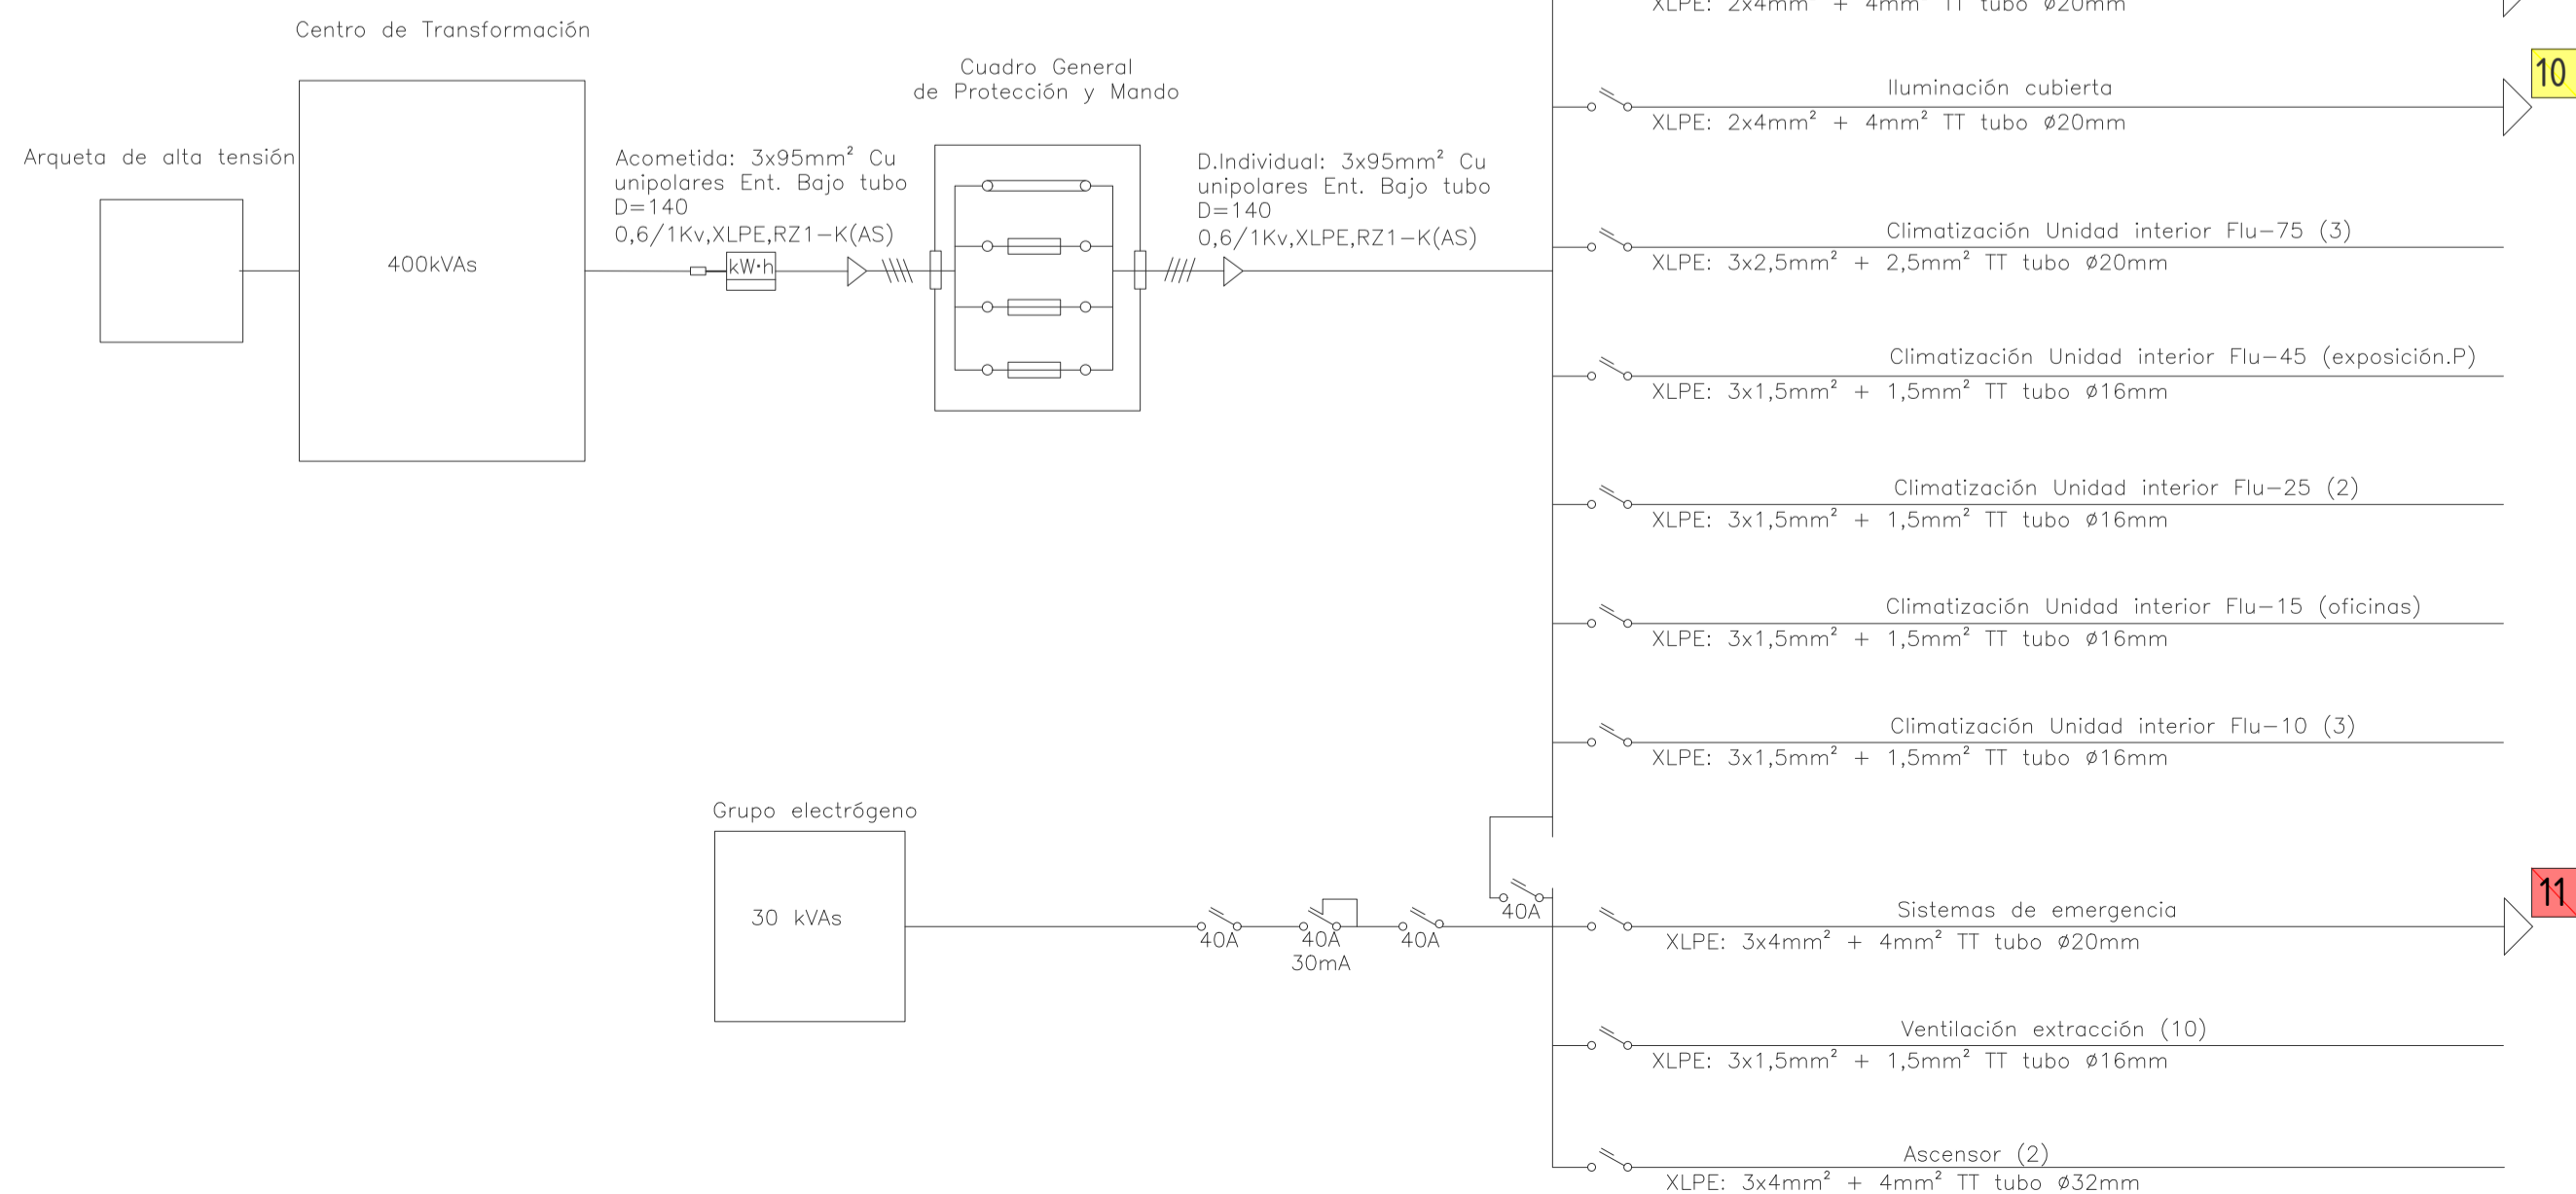 XLPE: 2x4mm² + 4mm² TT tubo ø20mm
Centro de Transformación
Cuadro General
de Protección y Mando
Iluminación cubierta
10
XLPE: 2x4mm² + 4mm² TT tubo ø20mm
Arqueta de alta tensión
Acometida: 3x95mm² Cu
unipolares Ent. Bajo tubo
D=140
0,6/1Kv,XLPE,RZ1-K(AS)
D.Individual: 3x95mm² Cu
unipolares Ent. Bajo tubo
D=140
0,6/1Kv,XLPE,RZ1-K(AS)
400kVAs
kW·h
Climatización Unidad interior Flu-75 (3)
XLPE: 3x2,5mm² + 2,5mm² TT tubo ø20mm
Climatización Unidad interior Flu-45 (exposición.P)
XLPE: 3x1,5mm² + 1,5mm² TT tubo ø16mm
Climatización Unidad interior Flu-25 (2)
XLPE: 3x1,5mm² + 1,5mm² TT tubo ø16mm
Climatización Unidad interior Flu-15 (oficinas)
XLPE: 3x1,5mm² + 1,5mm² TT tubo ø16mm
Climatización Unidad interior Flu-10 (3)
XLPE: 3x1,5mm² + 1,5mm² TT tubo ø16mm
Grupo electrógeno
30 kVAs
40A
40A
30mA
40A
40A
Sistemas de emergencia
11
XLPE: 3x4mm² + 4mm² TT tubo ø20mm
Ventilación extracción (10)
XLPE: 3x1,5mm² + 1,5mm² TT tubo ø16mm
Ascensor (2)
XLPE: 3x4mm² + 4mm² TT tubo ø32mm